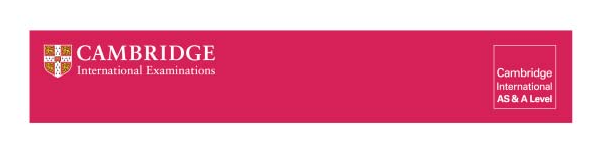 CAMBRIDGE
International Examinations
Cambridge
International
AS & A Level